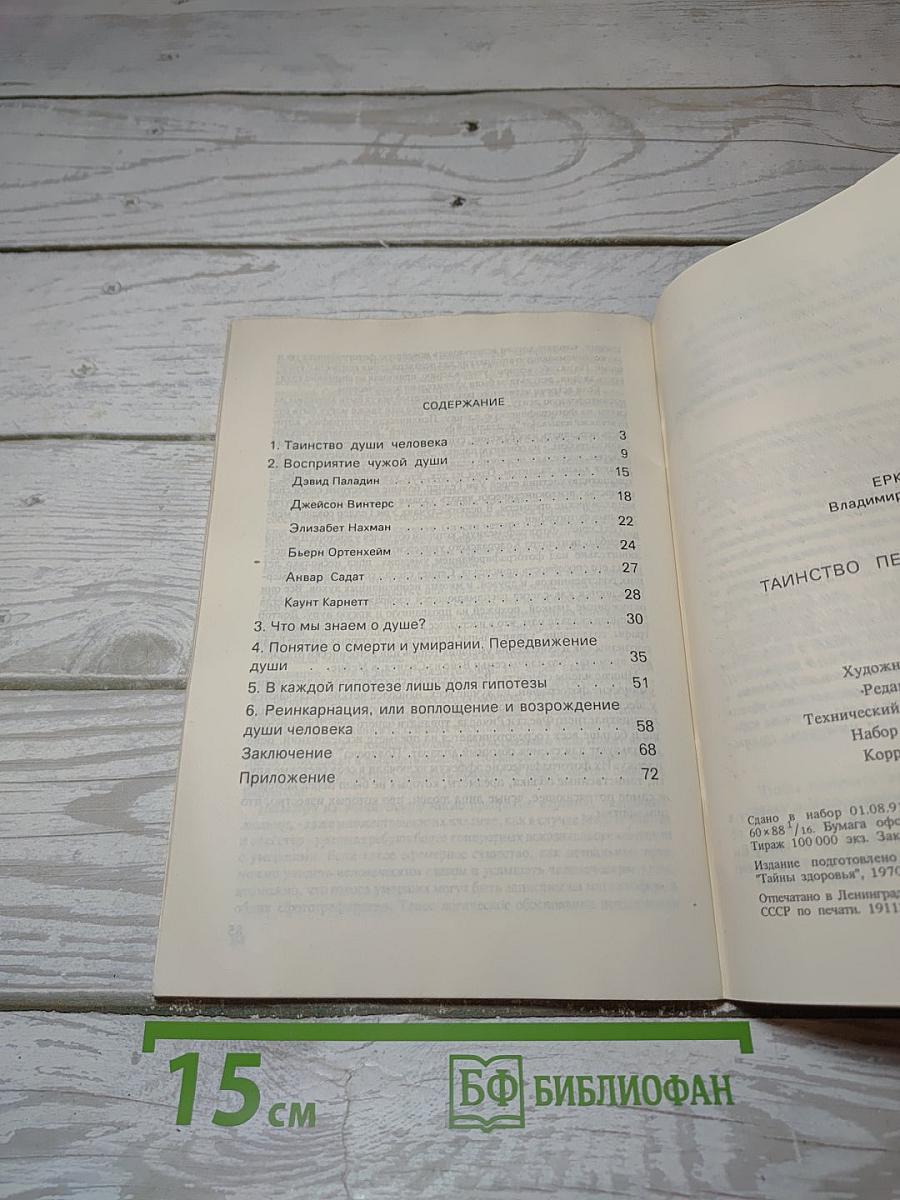 СОДЕРЖАНИЕ
1. Таинство души человека . . . . . . . . . . 3
2. Восприятие чужой души . . . . . . . . . . 9
Дэвид Паладин . . . . . . . . . . 15
Джейсон Винтерс . . . . . . . . . . 18
Элизабет Нахман . . . . . . . . . . 22
Бьерн Ортенхейм . . . . . . . . . . 24
Анвар Садат . . . . . . . . . . 27
Каунт Карнетт . . . . . . . . . . 28
3. Что мы знаем о душе? . . . . . . . . . . 30
4. Понятие о смерти и умирании. Передвижение
души . . . . . . . . . . 35
5. В каждой гипотезе лишь доля гипотезы . . . . 51
6. Реинкарнация, или воплощение и возрождение
души человека . . . . . . . . . . 58
Заключение . . . . . . . . . . 68
Приложение . . . . . . . . . . 72
ЕРК
Владимир
ТАИНСТВО ПЕ
Художн
Редак
Технический
Набор
Корр
Сдано в набор 01.08.9
60×88 1/16. Бумага офс
Тираж 100 000 экз. Зак
Издание подготовлено
"Тайны здоровья", 1970
Отпечатано в Ленинград
СССР по печати. 1911
15 см
БФ БИБЛИОФАН